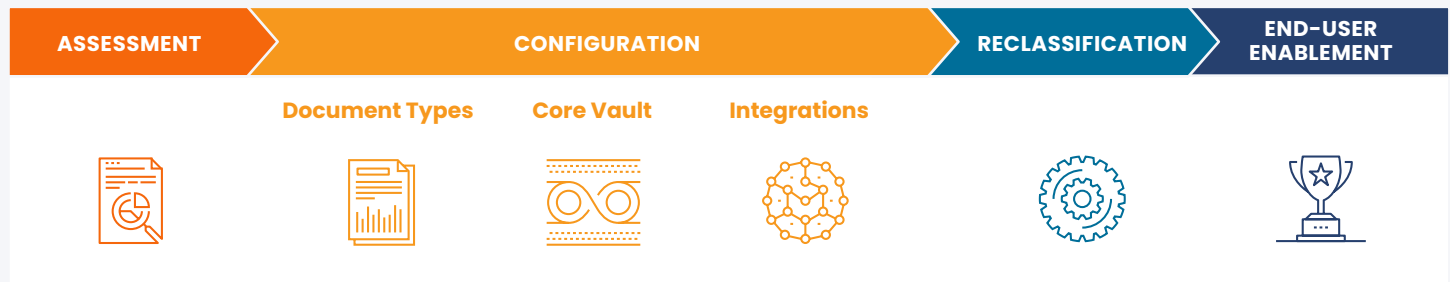 ASSESSMENT
CONFIGURATION
RECLASSIFICATION
END-USER
ENABLEMENT
Document Types
Core Vault
Integrations